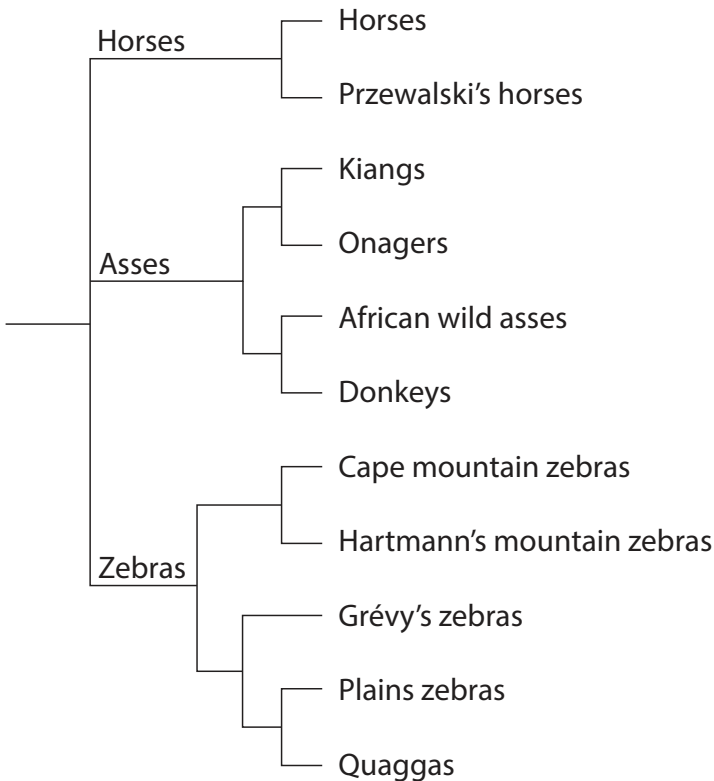 Horses
Horses
Przewalski's horses
Kiangs
Onagers
Asses
African wild asses
Donkeys
Cape mountain zebras
Hartmann's mountain zebras
Zebras
Grévy's zebras
Plains zebras
Quaggas